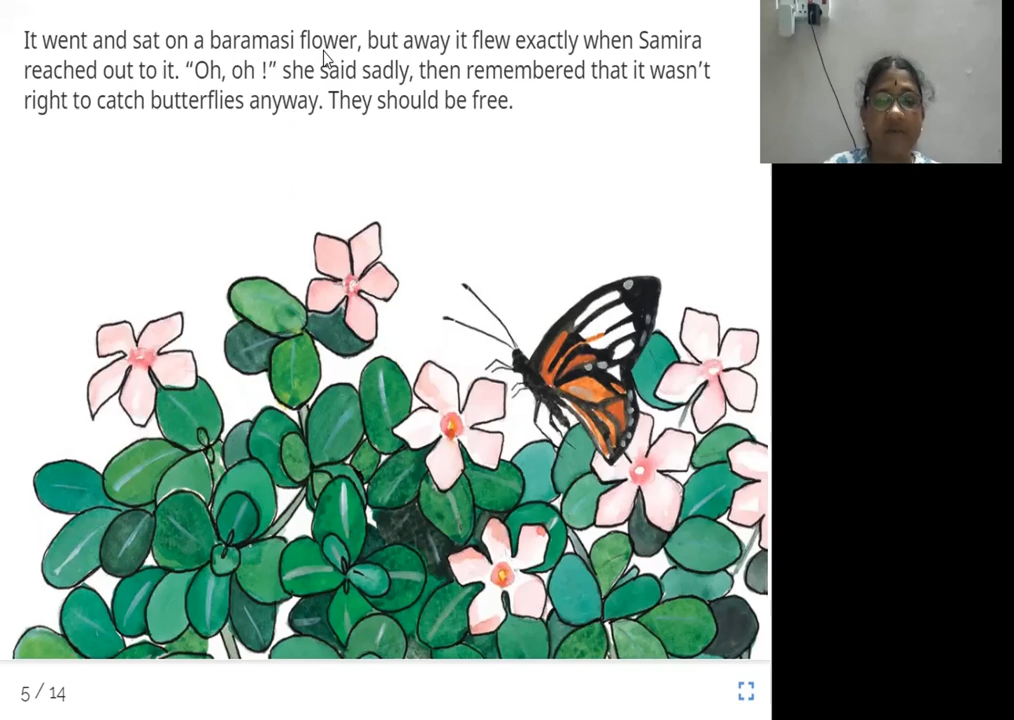 It went and sat on a baramasi flower, but away it flew exactly when Samira
reached out to it. “Oh, oh !” she said sadly, then remembered that it wasn’t
right to catch butterflies anyway. They should be free.
5 / 14